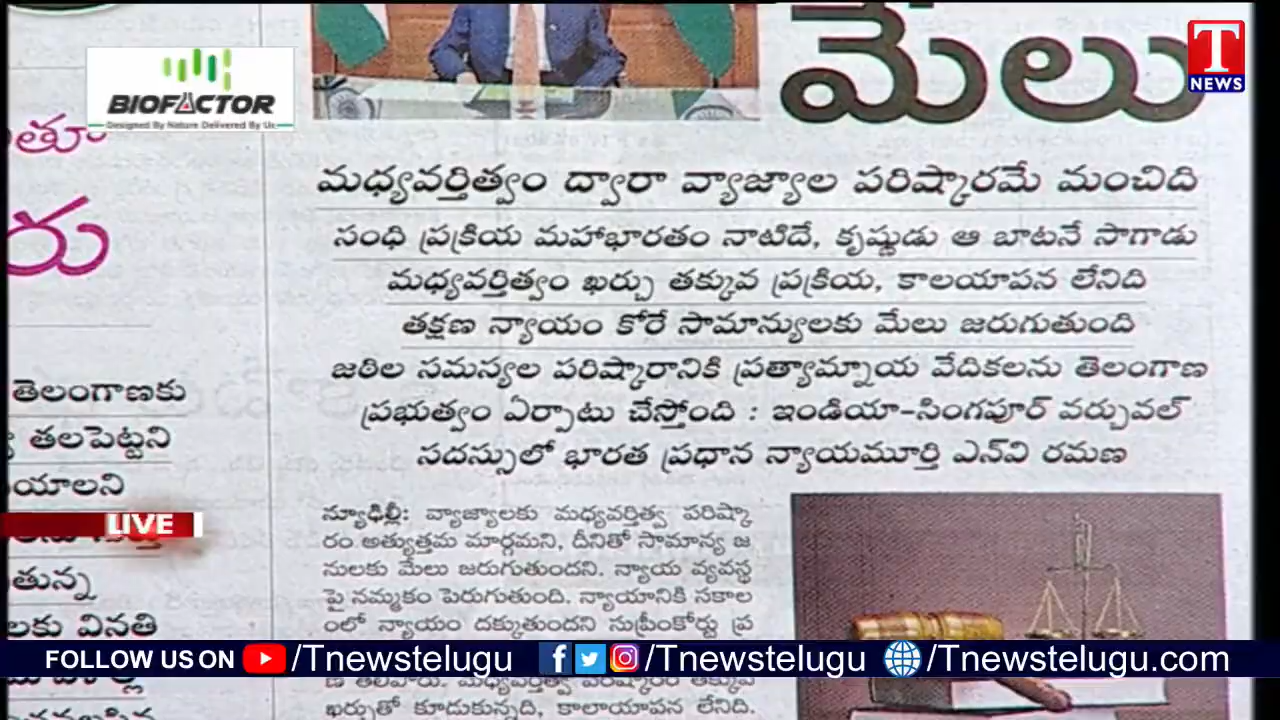 మేలు
T
NEWS
BIOFACTOR
Designed By Nature Delivered By Us
మధ్యవర్తిత్వం ద్వారా వ్యాజ్యాల పరిష్కారమే మంచిది
సంధి ప్రక్రియ మహాభారతం నాటిదే, కృష్ణుడు ఆ బాటనే సాగాడు
మధ్యవర్తిత్వం ఖర్చు తక్కువ ప్రక్రియ, కాలయాపన లేనిది
తక్షణ న్యాయం కోరే సామాన్యులకు మేలు జరుగుతుంది
జఠిల సమస్యల పరిష్కారానికి ప్రత్యామ్నాయ వేదికలను తెలంగాణ
ప్రభుత్వం ఏర్పాటు చేస్తోంది : ఇండియా-సింగపూర్ వర్చువల్
సదస్సులో భారత ప్రధాన న్యాయమూర్తి ఎన్‌వి రమణ
న్యూఢిల్లీ: వ్యాజ్యాలకు మధ్యవర్తిత్వ పరిష్కా
రం అత్యుత్తమ మార్గమని, దీనితో సామాన్య జ
నులకు మేలు జరుగుతుందని. న్యాయ వ్యవస్థ
పై నమ్మకం పెరుగుతుంది. న్యాయానికి సకాల
ంలో న్యాయం దక్కుతుందని సుప్రీంకోర్టు ప్ర
ఖర్చుతో కూడుకున్నది, కాలాయాపన లేనిది.
తెలంగాణకు
తలపెట్టని
LIVE
లకు వినతి
FOLLOW US ON /Tnewstelugu /Tnewstelugu /Tnewstelugu.com